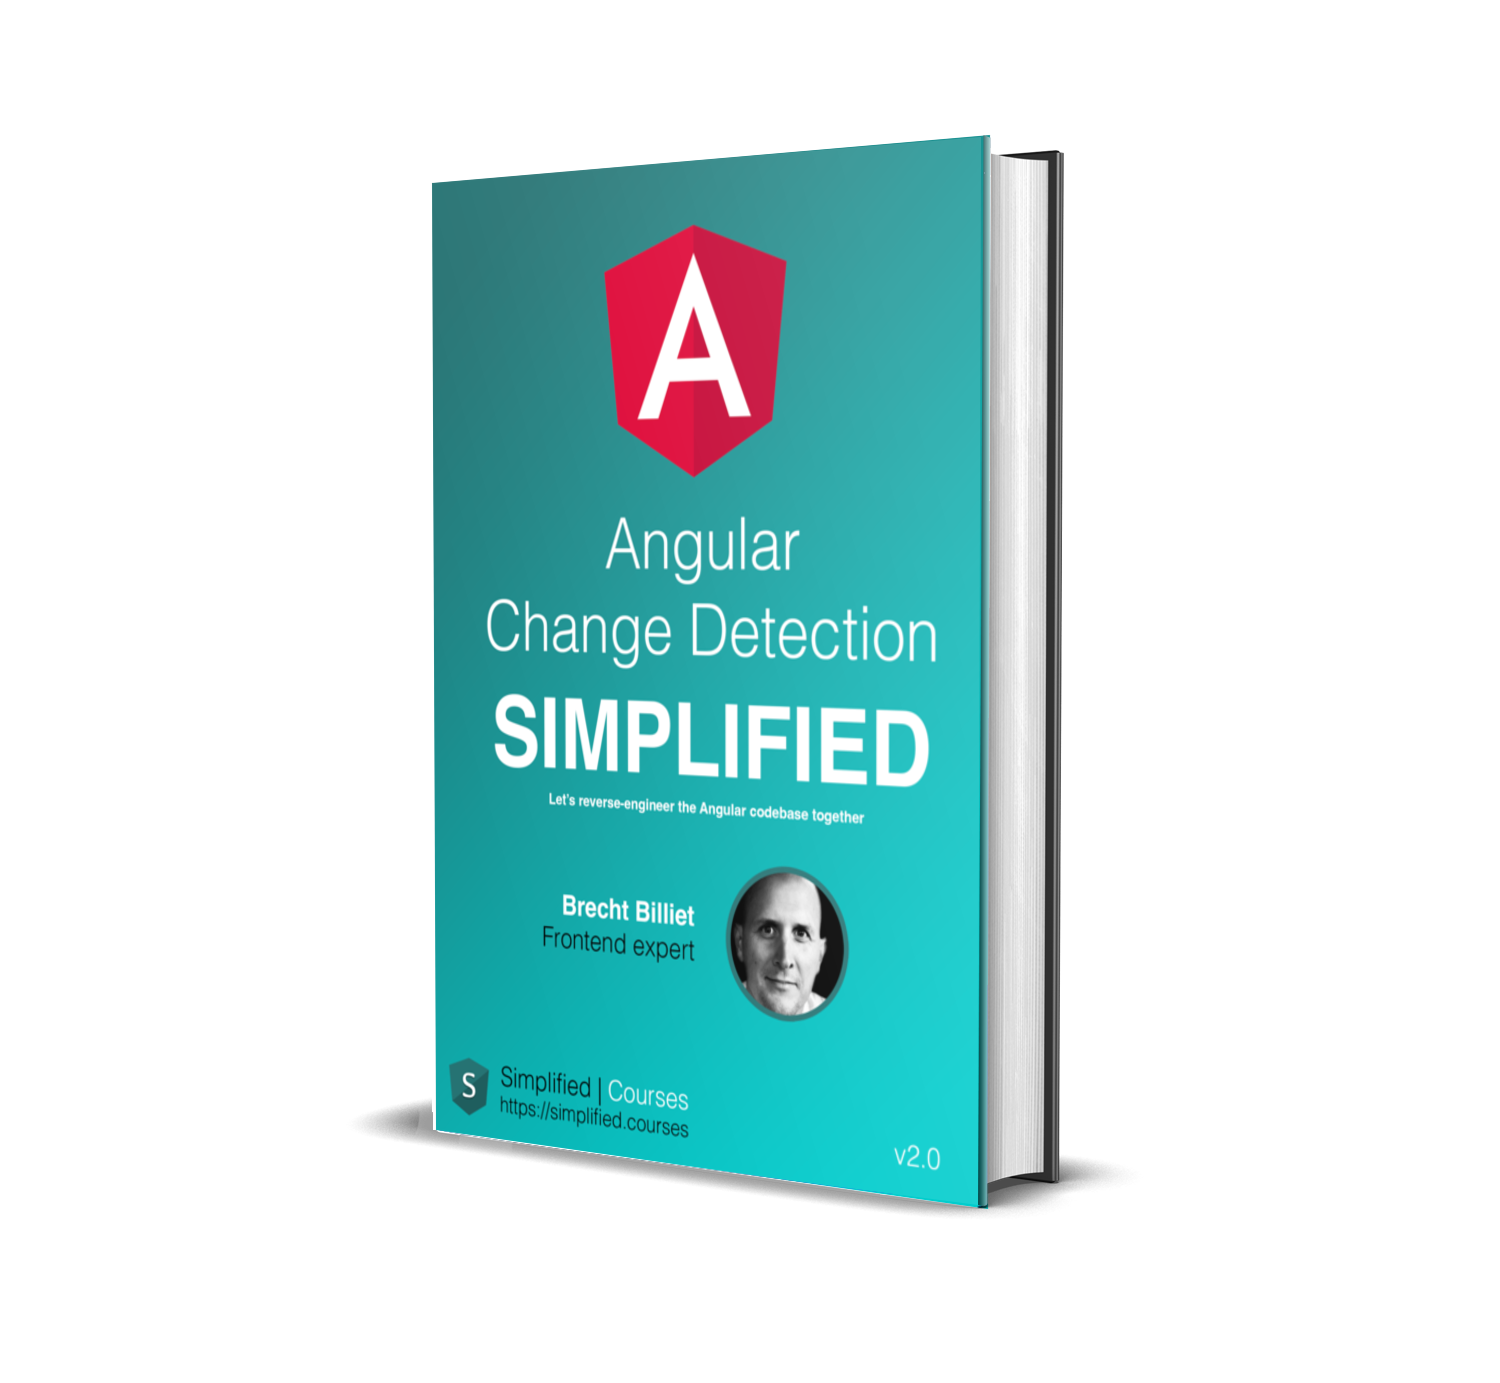 A
Angular
Change Detection
SIMPLIFIED
Let's reverse-engineer the Angular codebase together
Brecht Billiet
Frontend expert
S
Simplified | Courses
https://simplified.courses
v2.0